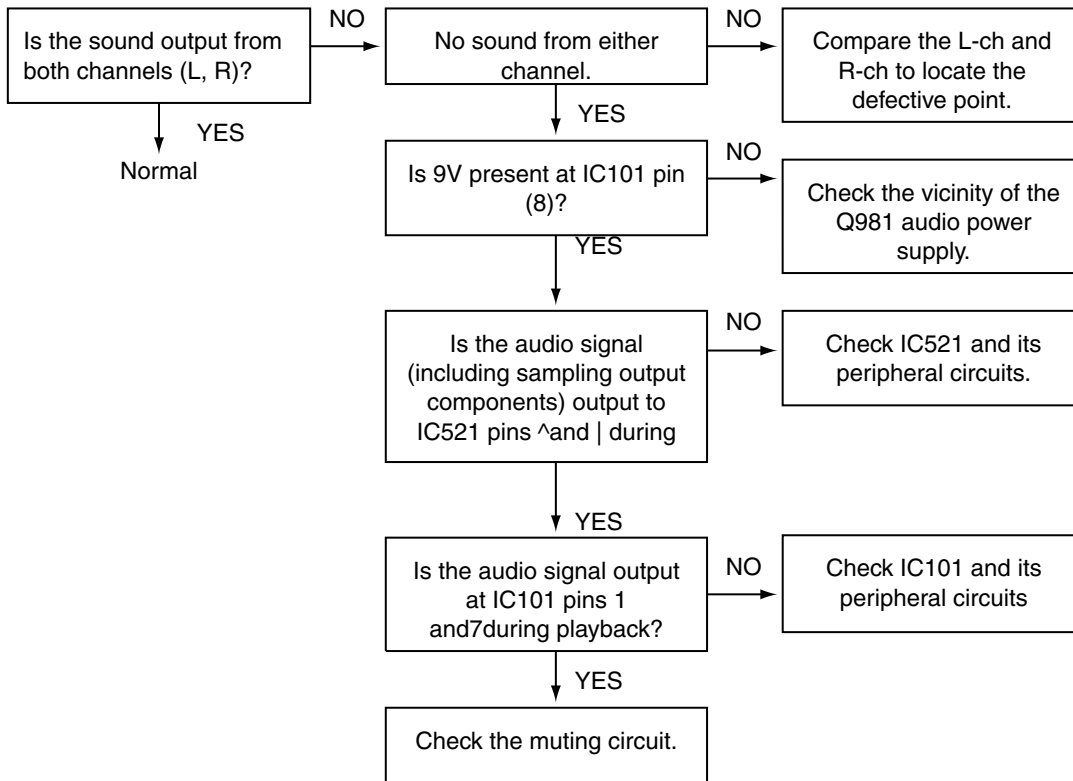 Is the sound output from
both channels (L, R)?
NO
YES
Normal
No sound from either
channel.
NO
YES
Compare the L-ch and
R-ch to locate the
defective point.
Is 9V present at IC101 pin
(8)?
NO
YES
Check the vicinity of the
Q981 audio power
supply.
Is the audio signal
(including sampling output
components) output to
IC521 pins ^and | during
NO
YES
Check IC521 and its
peripheral circuits.
Is the audio signal output
at IC101 pins 1
and7during playback?
NO
YES
Check IC101 and its
peripheral circuits
Check the muting circuit.